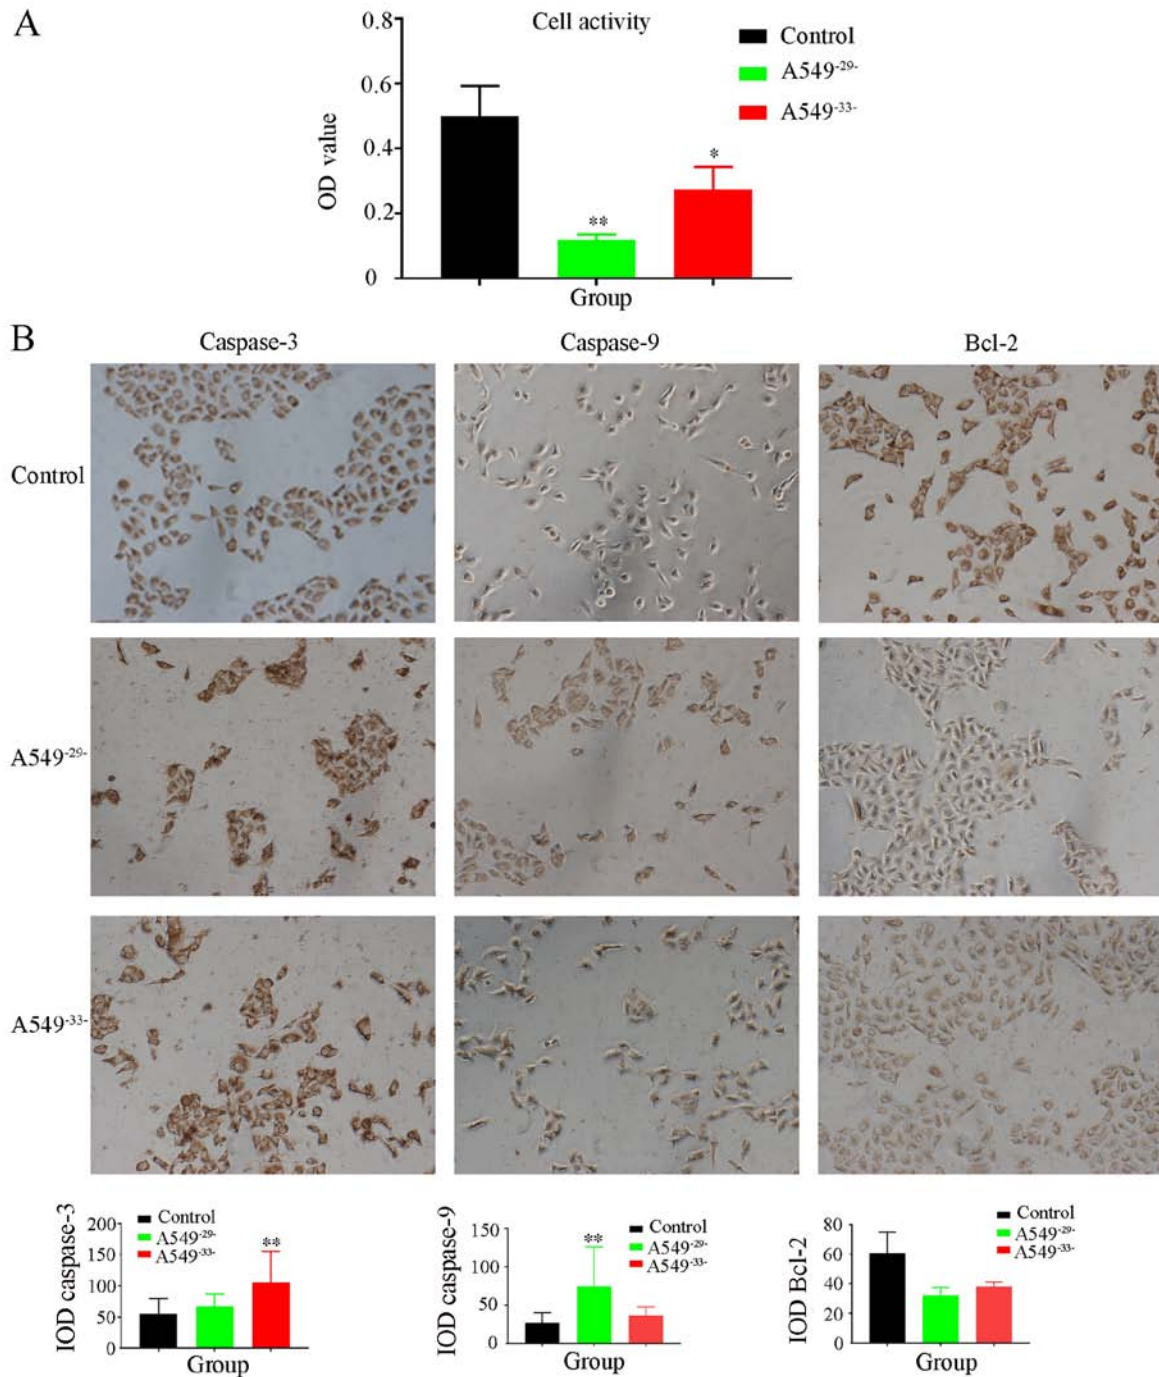 A
Cell activity
0.8
0.6
0.4
0.2
0
OD value
Control
A549-29-
A549-33-
**
*
Group
B
Caspase-3
Caspase-9
Bcl-2
Control
A549-29-
A549-33-
IOD caspase-3
200
150
100
50
0
Control
A549-29-
A549-33-
**
Group
IOD caspase-9
150
100
50
0
**
Control
A549-29-
A549-33-
Group
IOD Bcl-2
80
60
40
20
0
Control
A549-29-
A549-33-
Group